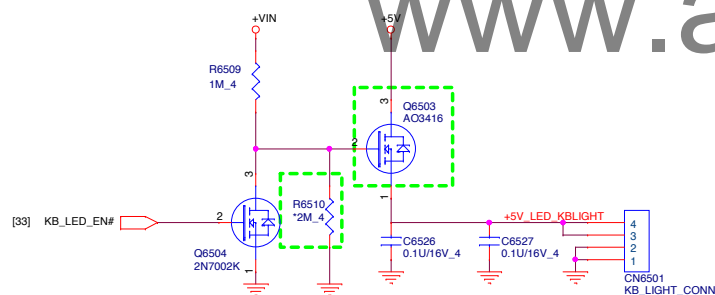 www.a
+VIN
+5V
R6509
1M_4
3
Q6503
AO3416
2
3
1
R6510
*2M_4
[33] KB_LED_EN#
2
Q6504
2N7002K
1
+5V_LED_KBLIGHT
C6526
0.1U/16V_4
C6527
0.1U/16V_4
4
3
2
1
CN6501
KB_LIGHT_CONN